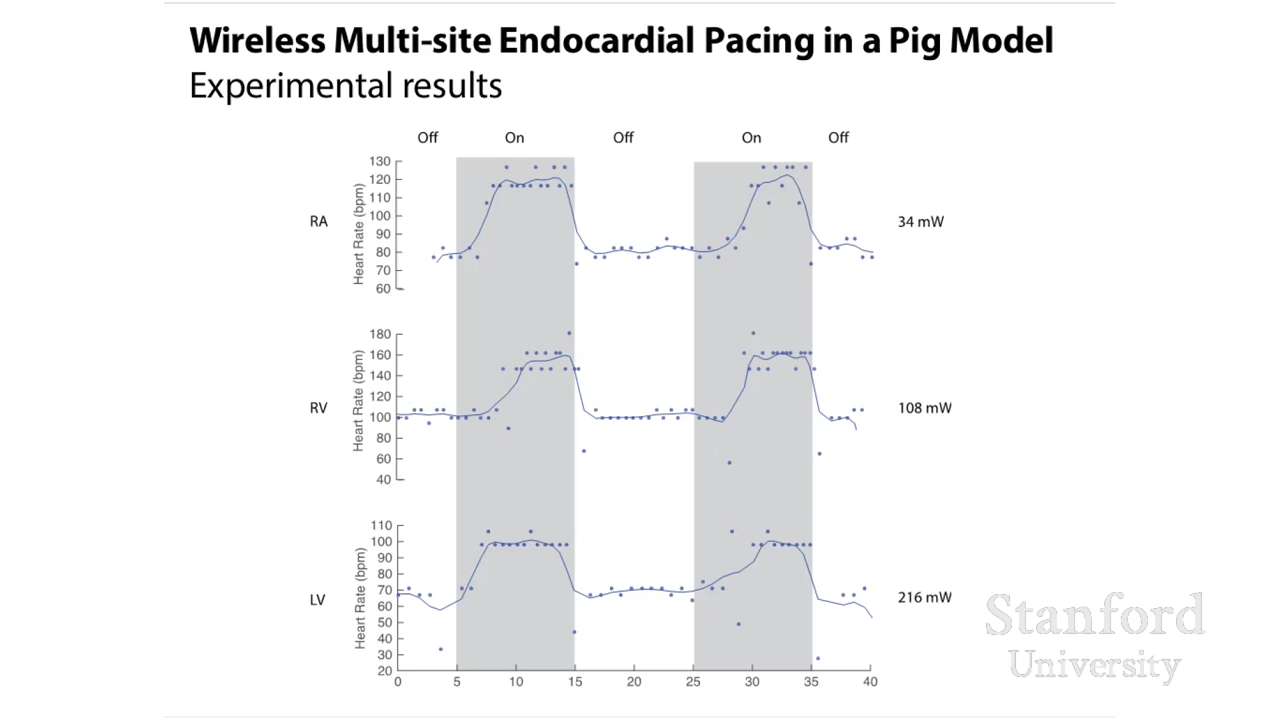 Wireless Multi-site Endocardial Pacing in a Pig Model
Experimental results
Off On Off On Off
RA
Heart Rate (bpm)
130
120
110
100
90
80
70
60
34 mW
RV
Heart Rate (bpm)
180
160
140
120
100
80
60
40
108 mW
LV
Heart Rate (bpm)
110
100
90
80
70
60
50
40
30
20
216 mW
0 5 10 15 20 25 30 35 40
Stanford
University